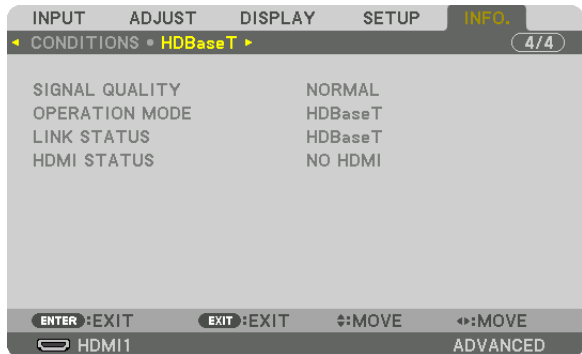 INPUT ADJUST DISPLAY SETUP INFO.
CONDITIONS • HDBaseT 4/4
SIGNAL QUALITY NORMAL
OPERATION MODE HDBaseT
LINK STATUS HDBaseT
HDMI STATUS NO HDMI
ENTER :EXIT EXIT :EXIT :MOVE :MOVE
HDMI1 ADVANCED